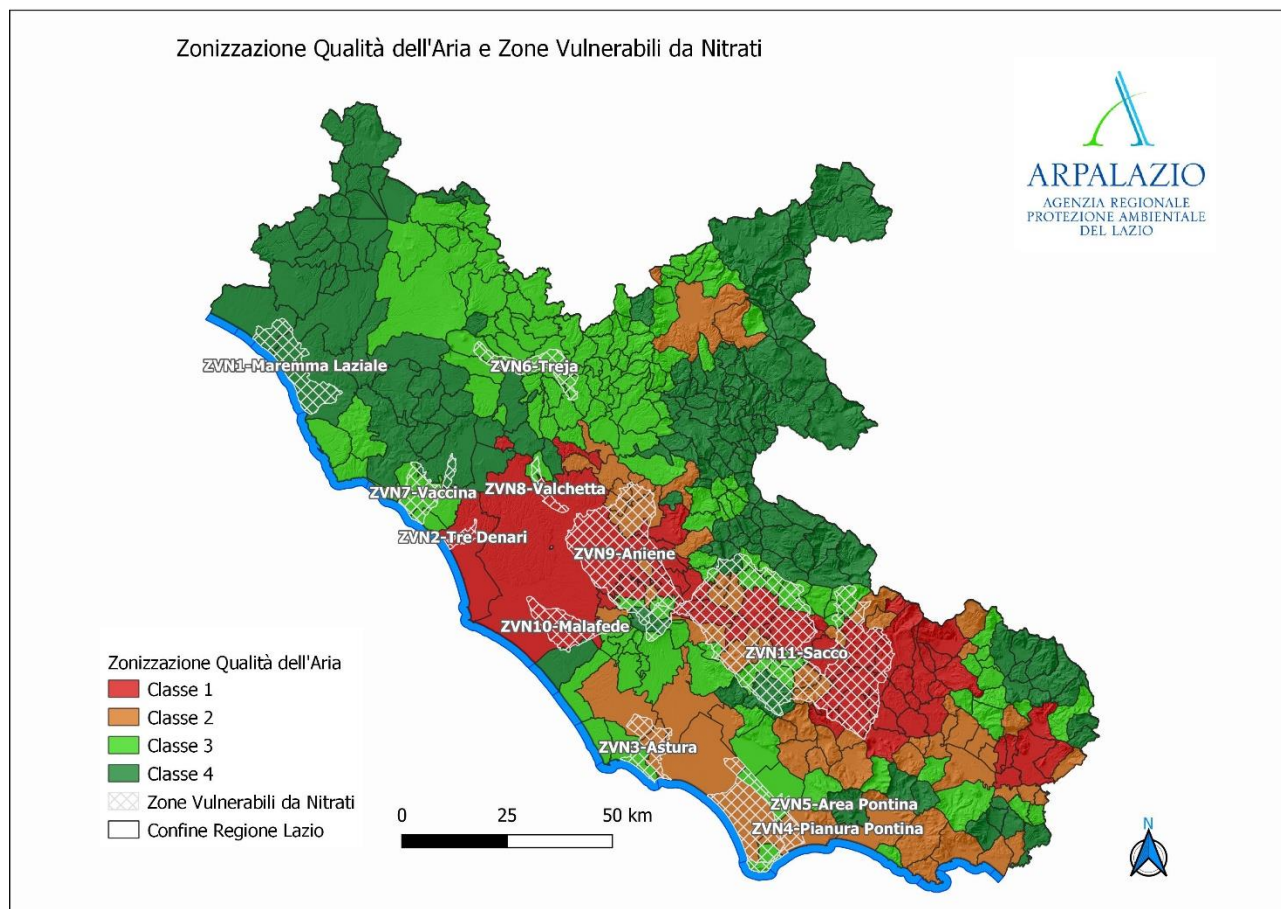 Zonizzazione Qualità dell'Aria e Zone Vulnerabili da Nitrati
ARPALAZIO
AGENZIA REGIONALE
PROTEZIONE AMBIENTALE
DEL LAZIO
ZVN1-Maremma Laziale
ZVN6-Treja
ZVN7-Vaccina
ZVN8-Valchetta
ZVN2-Tre Denari
ZVN9-Aniene
ZVN10-Malafede
ZVN11-Sacco
ZVN3-Astura
ZVN5-Area Pontina
ZVN4-Pianura Pontina
Zonizzazione Qualità dell'Aria
Classe 1
Classe 2
Classe 3
Classe 4
Zone Vulnerabili da Nitrati
Confine Regione Lazio
0 25 50 km
N